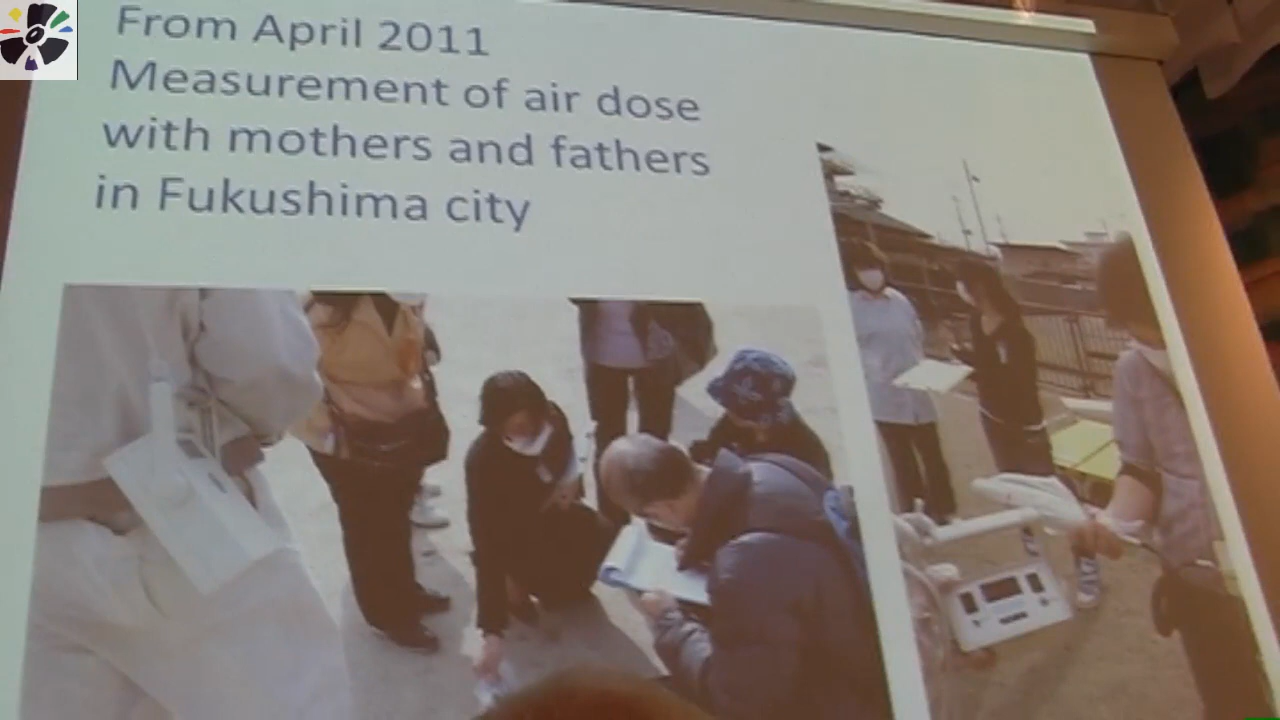 From April 2011
Measurement of air dose
with mothers and fathers
in Fukushima city